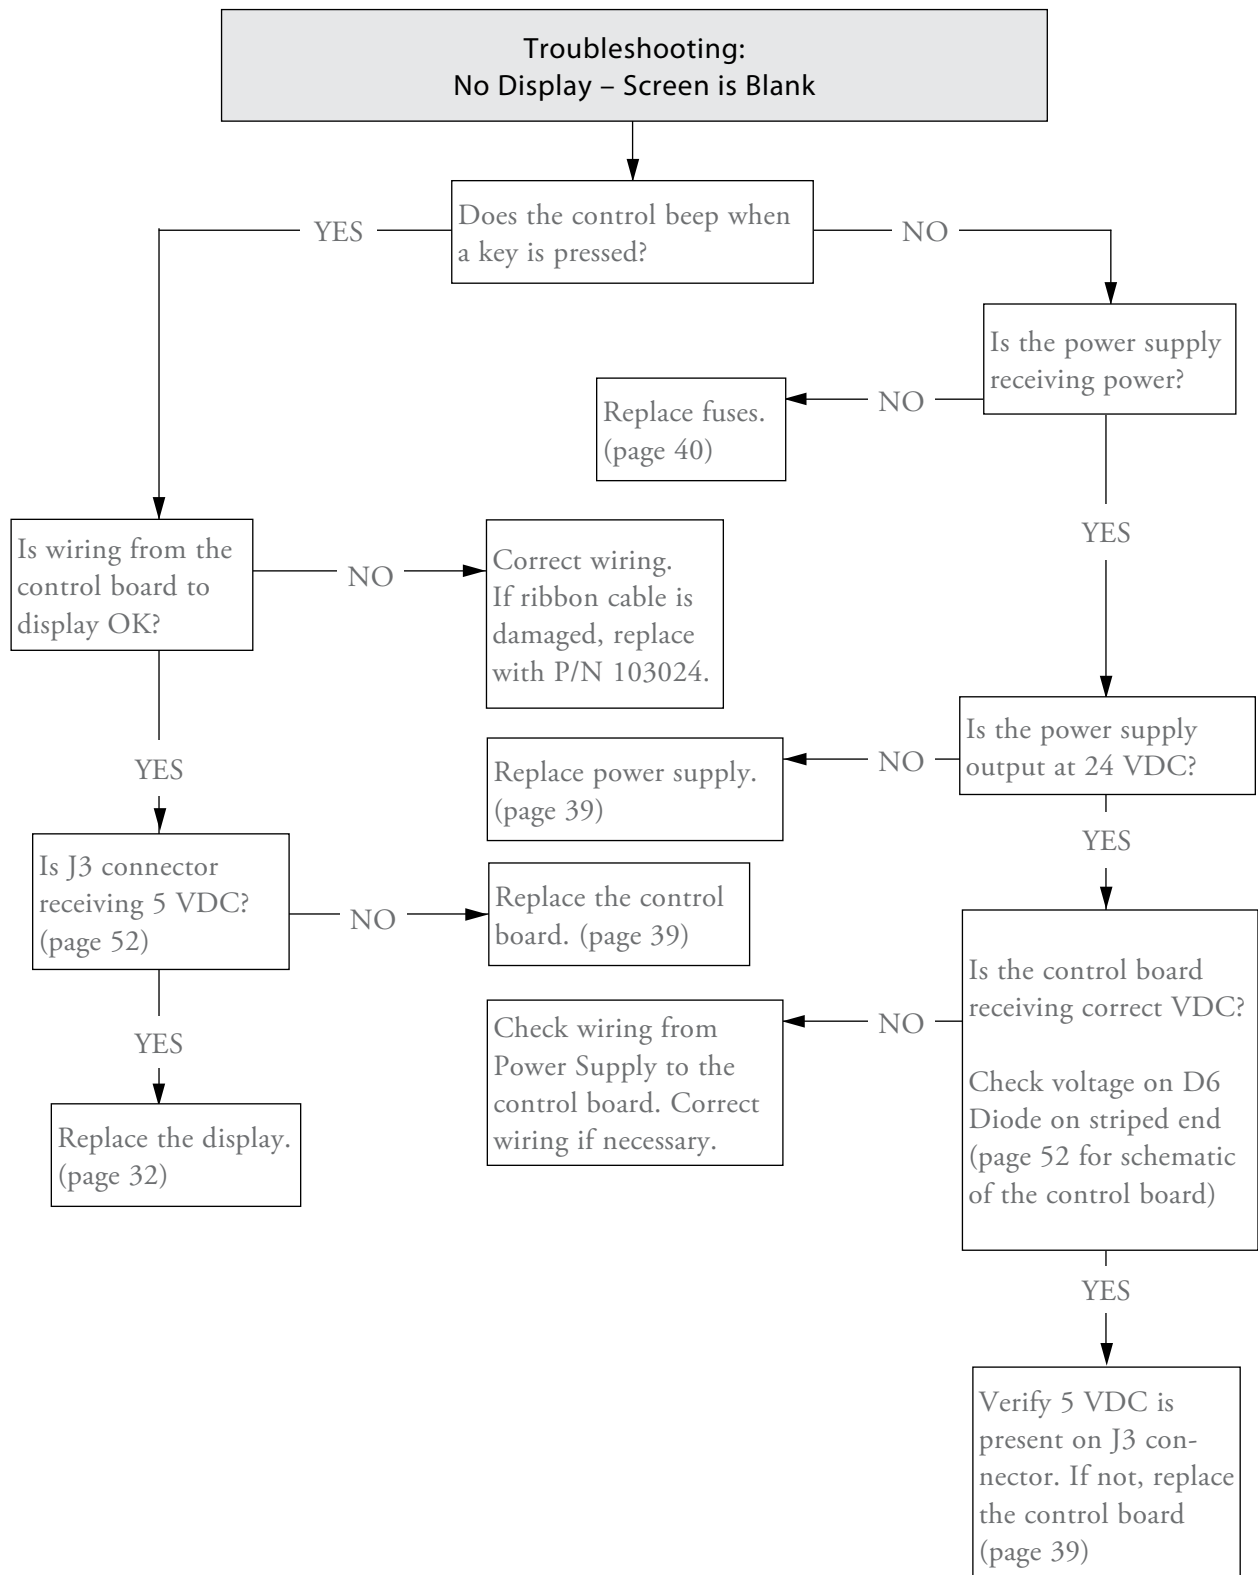 Troubleshooting:
No Display – Screen is Blank
Does the control beep when
a key is pressed?
YES
NO
Is the power supply
receiving power?
NO
Replace fuses.
(page 40)
YES
Is wiring from the
control board to
display OK?
NO
Correct wiring.
If ribbon cable is
damaged, replace
with P/N 103024.
Is the power supply
output at 24 VDC?
NO
Replace power supply.
(page 39)
YES
YES
Is J3 connector
receiving 5 VDC?
(page 52)
NO
Replace the control
board. (page 39)
Is the control board
receiving correct VDC?
Check voltage on D6
Diode on striped end
(page 52 for schematic
of the control board)
NO
Check wiring from
Power Supply to the
control board. Correct
wiring if necessary.
YES
Replace the display.
(page 32)
YES
Verify 5 VDC is
present on J3 con-
nector. If not, replace
the control board
(page 39)